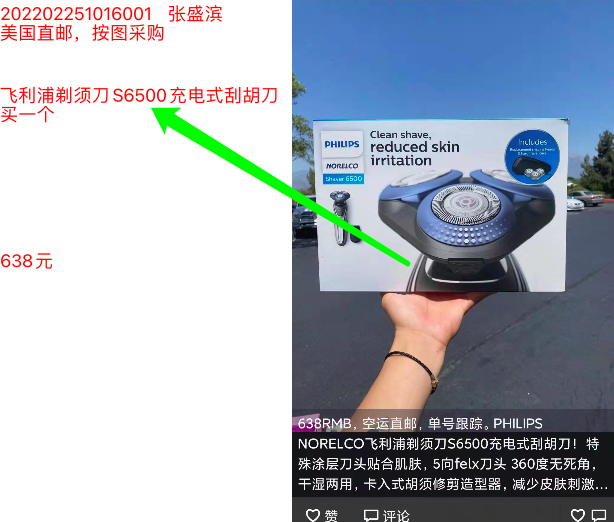 202202251016001 张盛滨
美国直邮，按图采购
飞利浦剃须刀S6500充电式刮胡刀
买一个
638元
Clean shave,
reduced skin
irritation
PHILIPS
NORELCO
Shaver 6500
Includes
638RMB，空运直邮，单号跟踪。PHILIPS
NORELCO飞利浦剃须刀S6500充电式刮胡刀！特
殊涂层刀头贴合肌肤，5向felx刀头 360度无死角，
干湿两用，卡入式胡须修剪造型器，减少皮肤刺激...
赞 评论